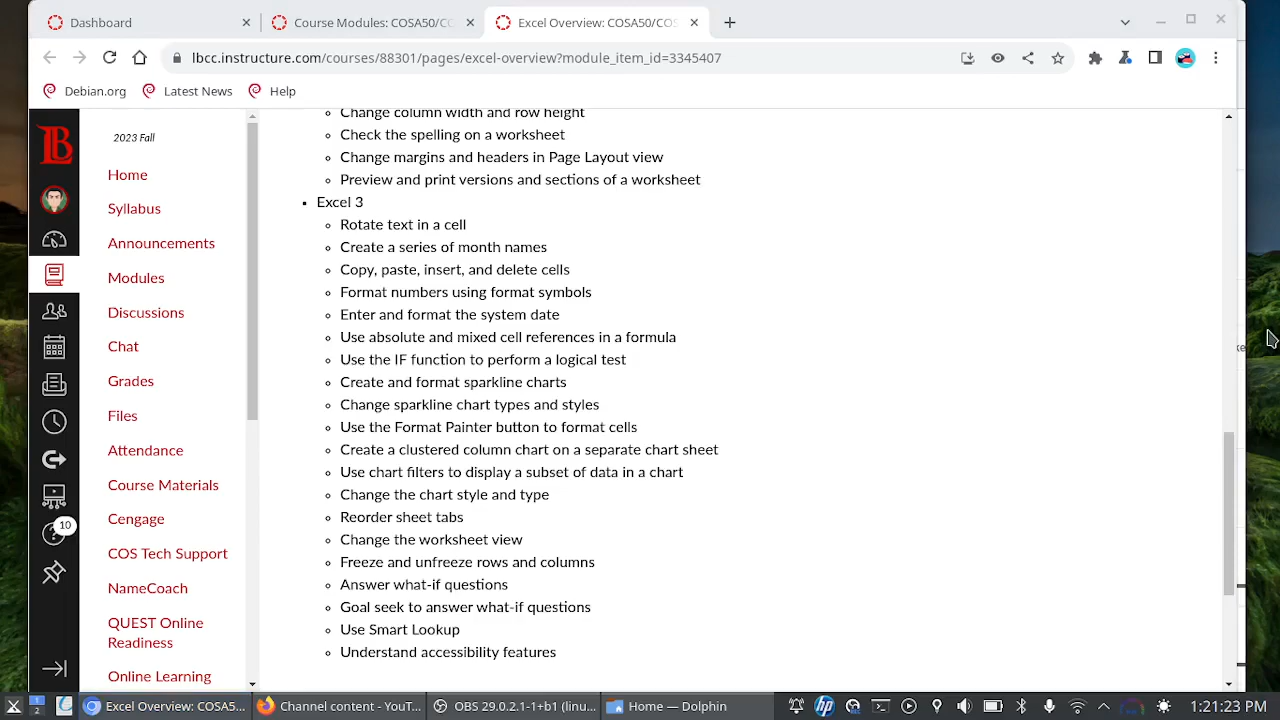 Dashboard
Course Modules: COSA50/CO
Excel Overview: COSA50/COS
lbcc.instructure.com/courses/88301/pages/excel-overview?module_item_id=3345407
Debian.org
Latest News
Help
2023 Fall
Home
Syllabus
Announcements
Modules
Discussions
Chat
Grades
Files
Attendance
Course Materials
Cengage
COS Tech Support
NameCoach
QUEST Online
Readiness
Online Learning
10
Change column width and row height
Check the spelling on a worksheet
Change margins and headers in Page Layout view
Preview and print versions and sections of a worksheet
Excel 3
Rotate text in a cell
Create a series of month names
Copy, paste, insert, and delete cells
Format numbers using format symbols
Enter and format the system date
Use absolute and mixed cell references in a formula
Use the IF function to perform a logical test
Create and format sparkline charts
Change sparkline chart types and styles
Use the Format Painter button to format cells
Create a clustered column chart on a separate chart sheet
Use chart filters to display a subset of data in a chart
Change the chart style and type
Reorder sheet tabs
Change the worksheet view
Freeze and unfreeze rows and columns
Answer what-if questions
Goal seek to answer what-if questions
Use Smart Lookup
Understand accessibility features
ke
1
2
Excel Overview: COSA5...
Channel content - YouT...
OBS 29.0.2.1-1+b1 (linu...
Home — Dolphin
1:21:23 PM